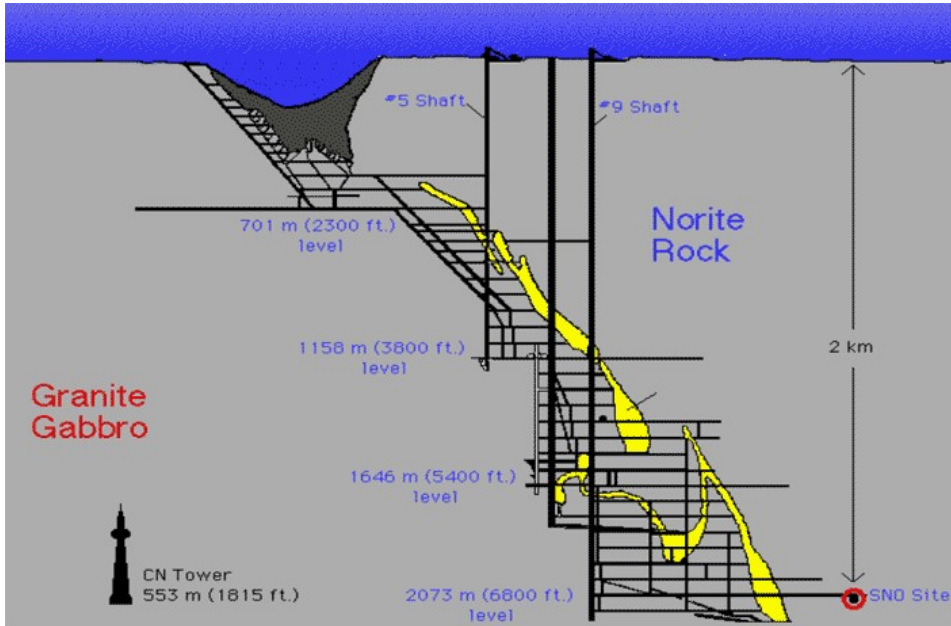 #5 Shaft
#9 Shaft
701 m (2300 ft.)
level
Norite
Rock
1158 m (3800 ft.)
level
2 km
Granite
Gabbro
1646 m (5400 ft.)
level
CN Tower
553 m (1815 ft.)
2073 m (6800 ft.)
level
SNO Site